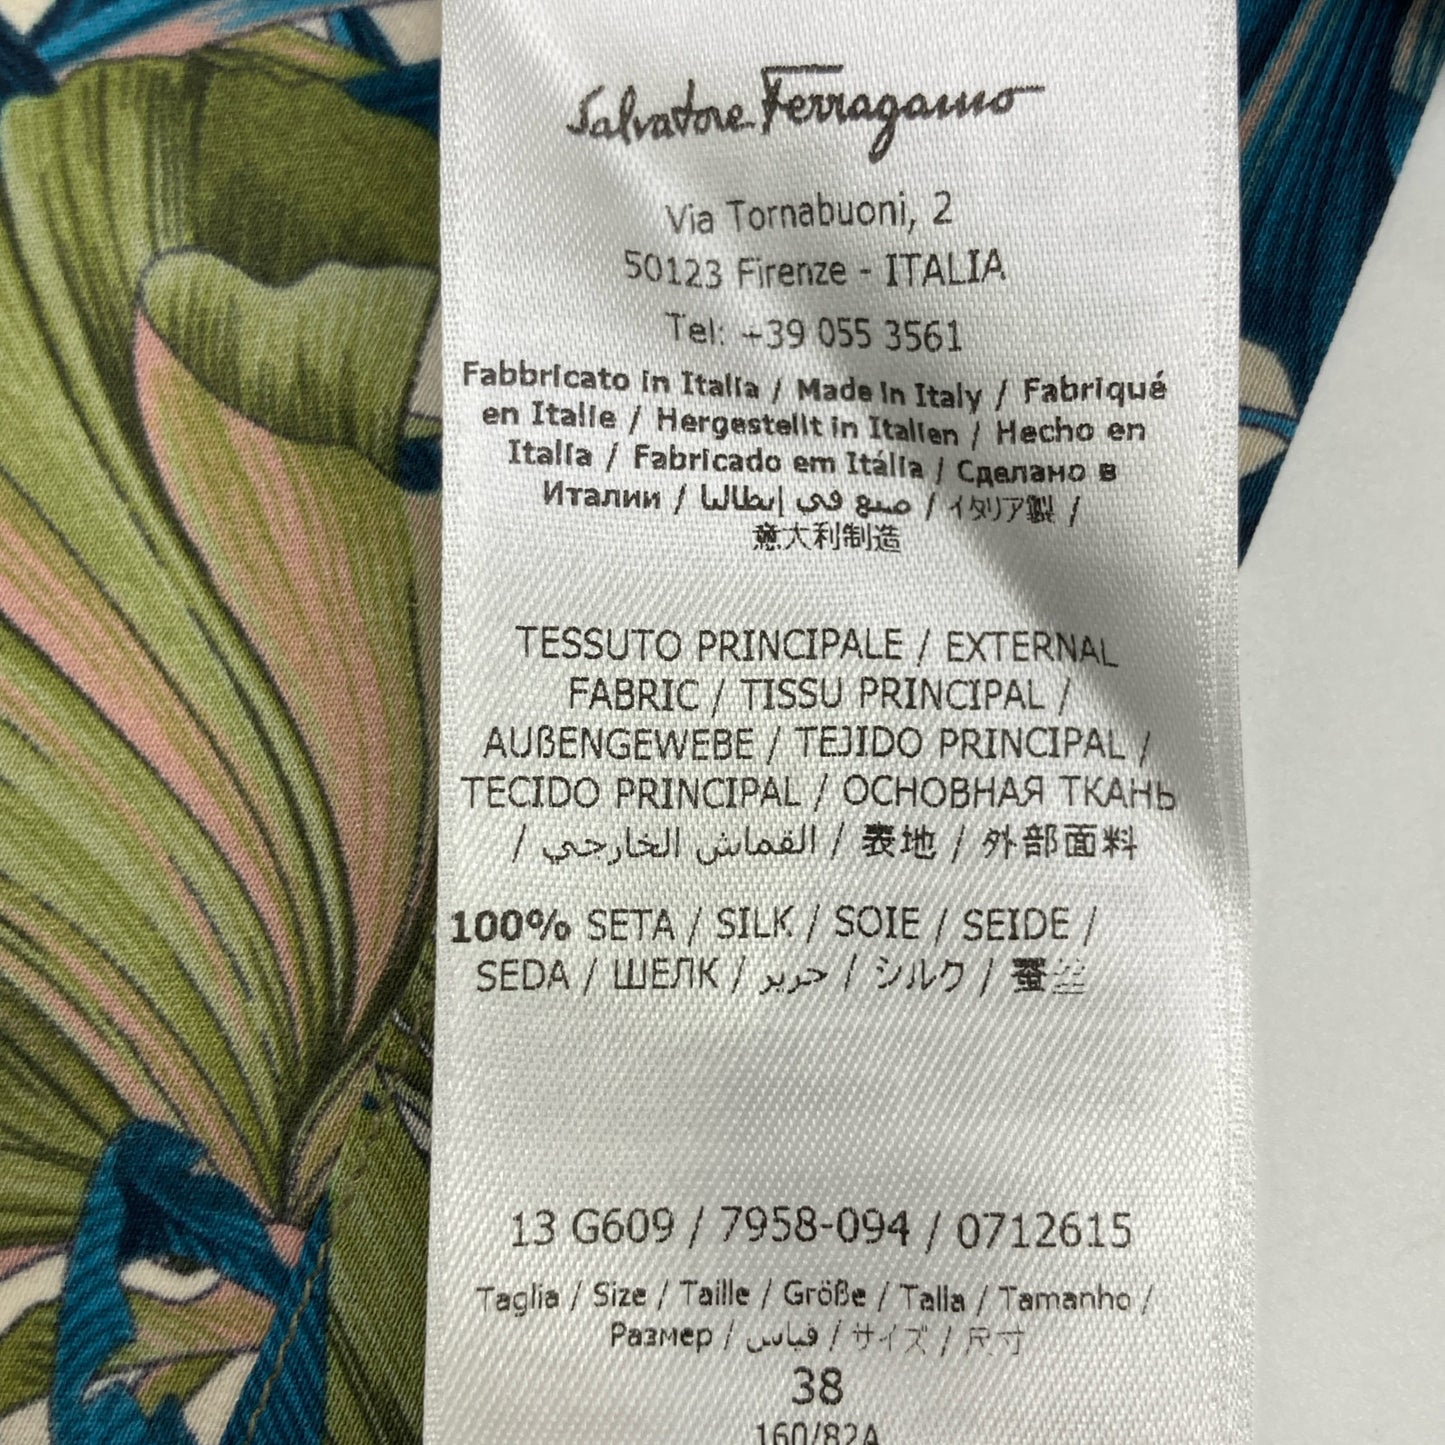 Salvatore Ferragamo
Via Tornabuoni, 2
50123 Firenze - ITALIA
Tel: +39 055 3561
Fabbricato in Italia / Made in Italy / Fabriqué
en Italie / Hergestellt in Italien / Hecho en
Italia / Fabricado em Itália / Сделано в
Италии / صنع في إيطاليا / イタリア製 /
意大利制造
TESSUTO PRINCIPALE / EXTERNAL
FABRIC / TISSU PRINCIPAL /
AUßENGEWEBE / TEJIDO PRINCIPAL /
TECIDO PRINCIPAL / ОСНОВНАЯ ТКАНЬ
/ القماش الخارجي / 表地 / 外部面料
100% SETA / SILK / SOIE / SEIDE /
SEDA / ШЕЛК / حرير / シルク / 蚕丝
13 G609 / 7958-094 / 0712615
Taglia / Size / Taille / Größe / Talla / Tamanho /
Размер / قياس / サイズ / 尺寸
38
160/82A